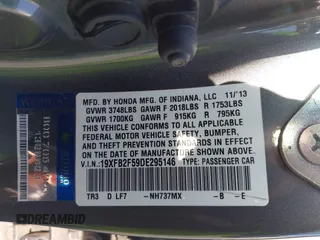 MFD. BY HONDA MFG. OF INDIANA, LLC 11/13
GVWR 3748LBS GAWR F 2018LBS R 1753LBS
GVWR 1700KG GAWR F 915KG R 795KG
THIS VEHICLE CONFORMS TO ALL APPLICABLE
FEDERAL MOTOR VEHICLE SAFETY, BUMPER,
AND THEFT PREVENTION STANDARDS IN EFFECT
ON THE DATE OF MANUFACTURE SHOWN ABOVE.
V.I.N.: 19XFB2F59DE295146 TYPE: PASSENGER CAR
TR3 D LF7 -NH737MX -B -E
© DREAMBID